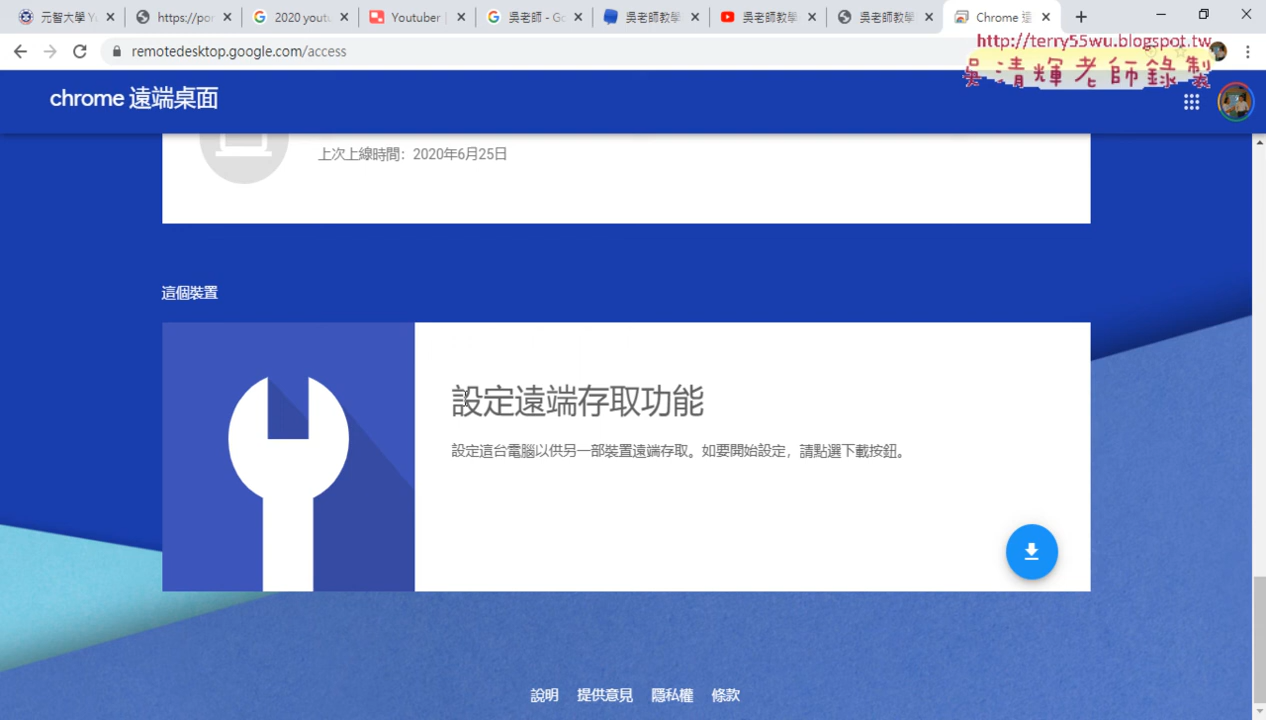 元智大學 Y
https://por
2020 yout
Youtuber
吳老師 - Go
吳老師教學
吳老師教學
吳老師教學
Chrome 遠
remotedesktop.google.com/access
http://terry55wu.blogspot.tw
吳清輝老師錄製
chrome 遠端桌面
上次上線時間：2020年6月25日
這個裝置
設定遠端存取功能
設定這台電腦以供另一部裝置遠端存取。如要開始設定，請點選下載按鈕。
說明 提供意見 隱私權 條款